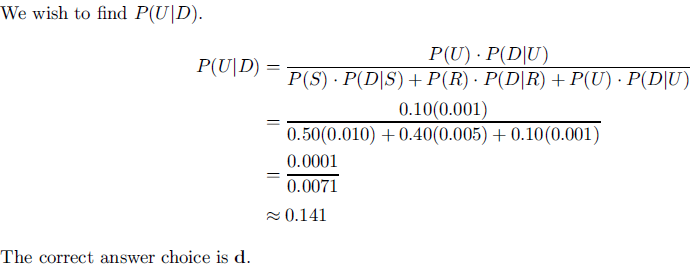 We wish to find P(U|D).
P(U|D) = P(U) · P(D|U) / P(S) · P(D|S) + P(R) · P(D|R) + P(U) · P(D|U)
= 0.10(0.001) / 0.50(0.010) + 0.40(0.005) + 0.10(0.001)
= 0.0001 / 0.0071
≈ 0.141
The correct answer choice is d.